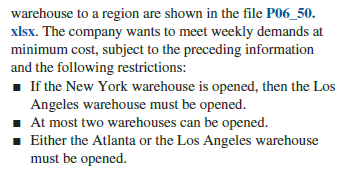 warehouse to a region are shown in the file P06_50.
xlsx. The company wants to meet weekly demands at
minimum cost, subject to the preceding information
and the following restrictions:
■ If the New York warehouse is opened, then the Los
Angeles warehouse must be opened.
■ At most two warehouses can be opened.
■ Either the Atlanta or the Los Angeles warehouse
must be opened.